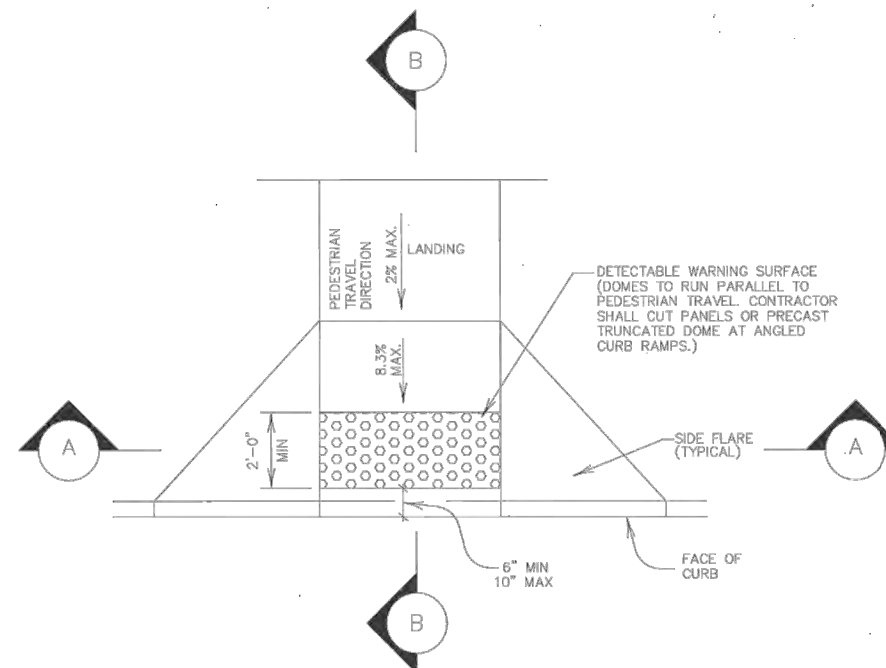 B
PEDESTRIAN
TRAVEL
DIRECTION
2% MAX.
LANDING
DETECTABLE WARNING SURFACE
(DOMES TO RUN PARALLEL TO
PEDESTRIAN TRAVEL. CONTRACTOR
SHALL CUT PANELS OR PRECAST
TRUNCATED DOME AT ANGLED
CURB RAMPS.)
8.3%
MAX.
2'-0"
MIN
A
SIDE FLARE
(TYPICAL)
A
6" MIN
10" MAX
FACE OF
CURB
B